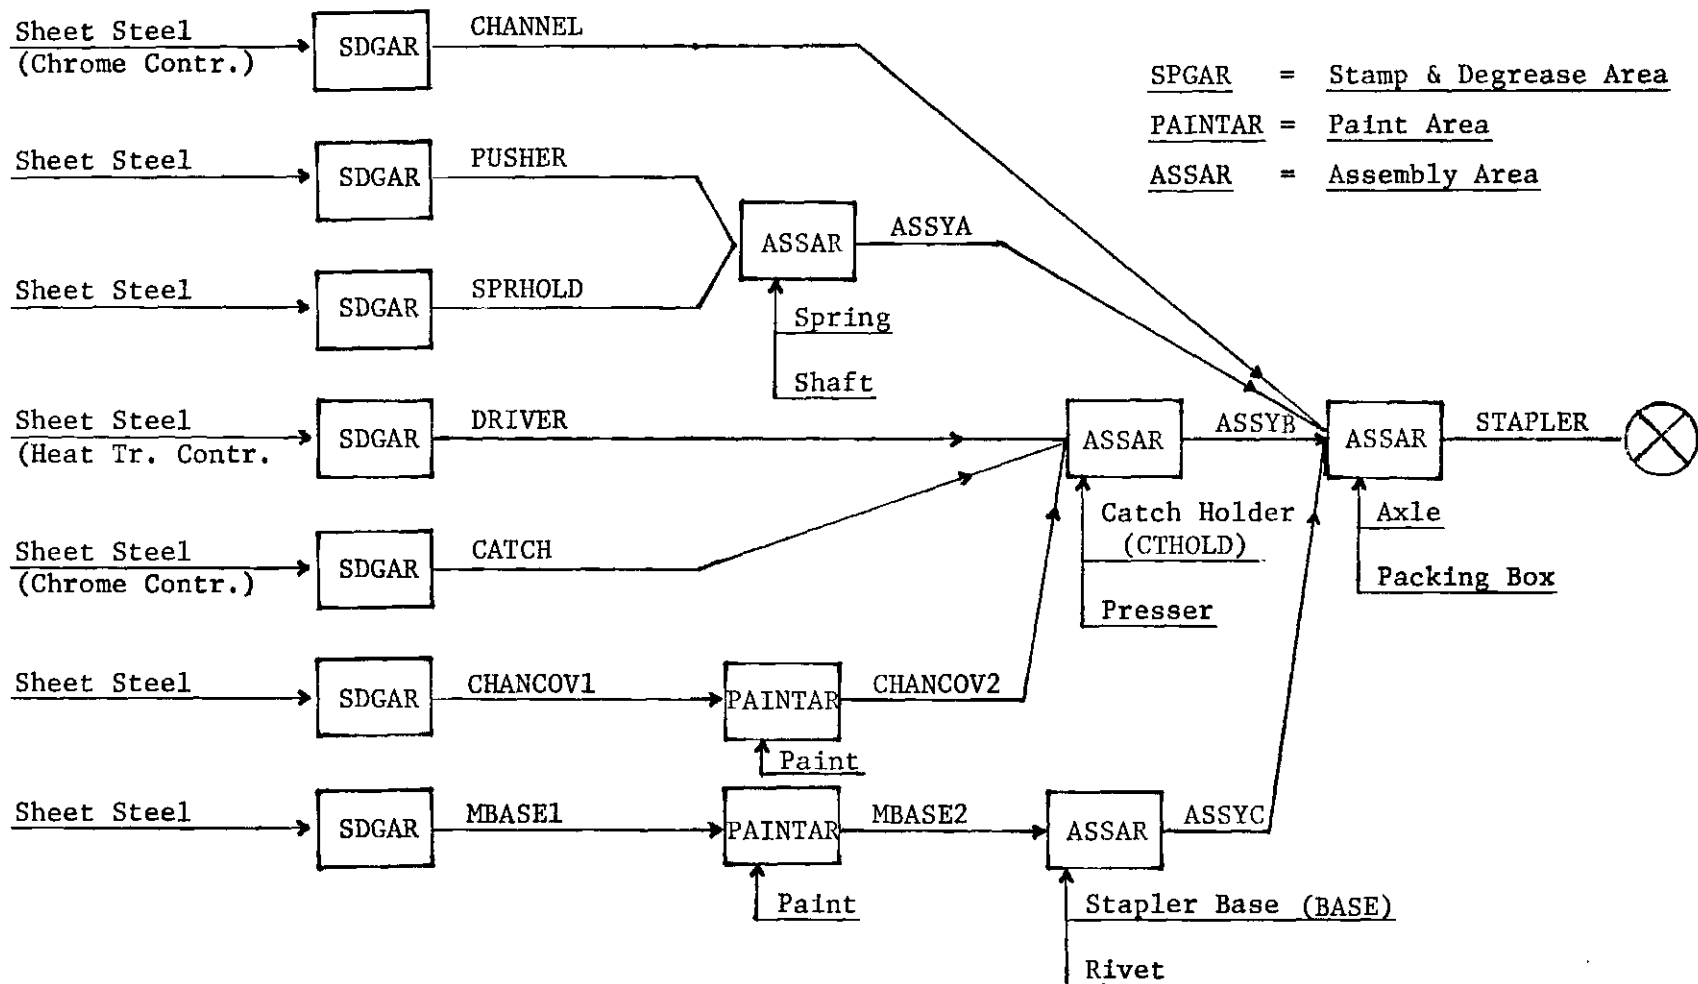 Sheet Steel
(Chrome Contr.)
SDGAR
CHANNEL
SPGAR = Stamp & Degrease Area
PAINTAR = Paint Area
ASSAR = Assembly Area
Sheet Steel
SDGAR
PUSHER
ASSAR
ASSYA
Sheet Steel
SDGAR
SPRHOLD
Spring
Shaft
Sheet Steel
(Heat Tr. Contr.
SDGAR
DRIVER
ASSAR
ASSYB
ASSAR
STAPLER
Catch Holder
(CTHOLD)
Presser
Axle
Packing Box
Sheet Steel
(Chrome Contr.)
SDGAR
CATCH
Sheet Steel
SDGAR
CHANCOV1
PAINTAR
CHANCOV2
Paint
Sheet Steel
SDGAR
MBASE1
PAINTAR
MBASE2
ASSAR
ASSYC
Paint
Stapler Base (BASE)
Rivet